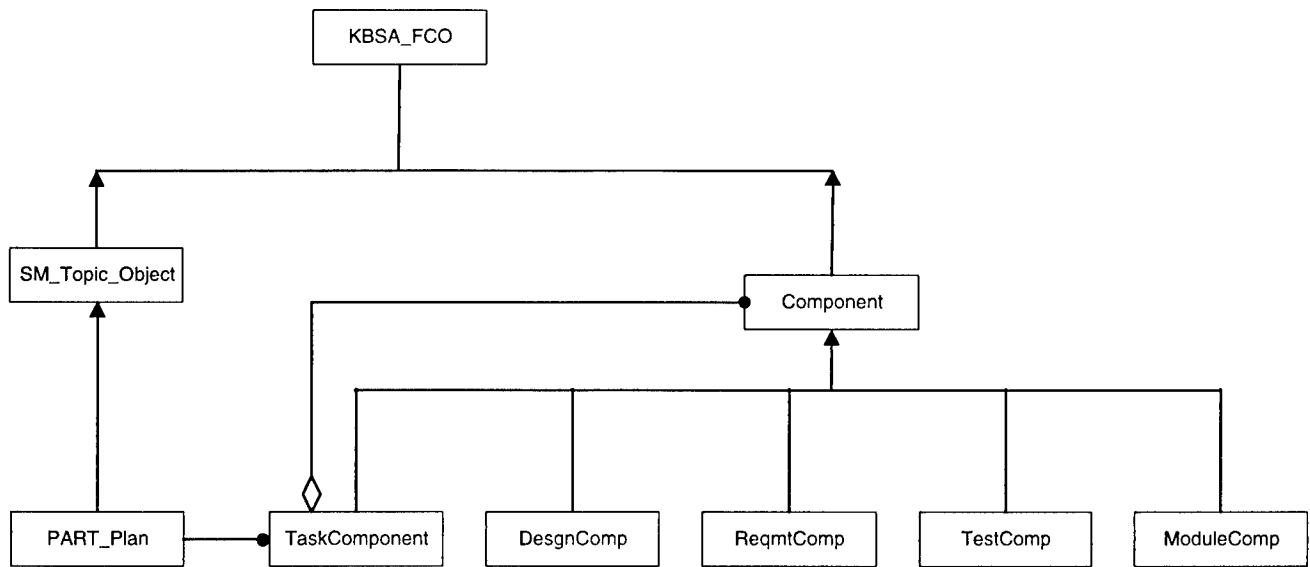 KBSA_FCO
SM_Topic_Object
Component
PART_Plan
TaskComponent
DesgnComp
ReqmtComp
TestComp
ModuleComp